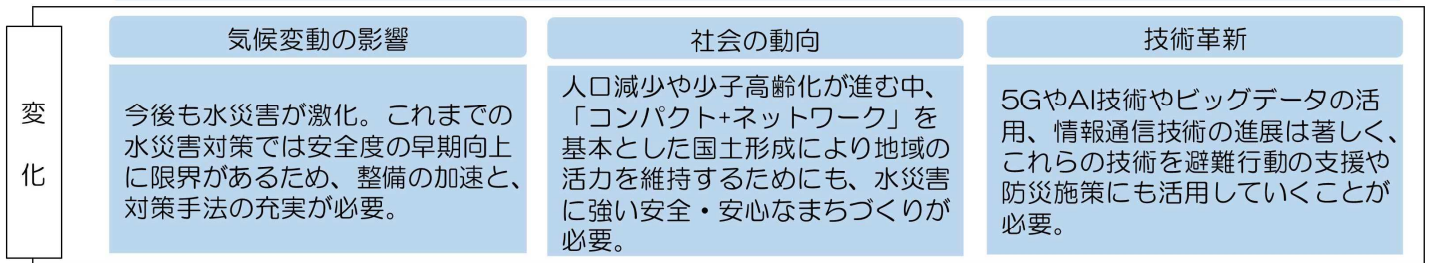 変
化
気候変動の影響
今後も水災害が激化。これまでの
水災害対策では安全度の早期向上
に限界があるため、整備の加速と、
対策手法の充実が必要。
社会の動向
人口減少や少子高齢化が進む中、
「コンパクト+ネットワーク」を
基本とした国土形成により地域の
活力を維持するためにも、水災害
に強い安全・安心なまちづくりが
必要。
技術革新
5GやAI技術やビッグデータの活
用、情報通信技術の進展は著しく、
これらの技術を避難行動の支援や
防災施策にも活用していくことが
必要。